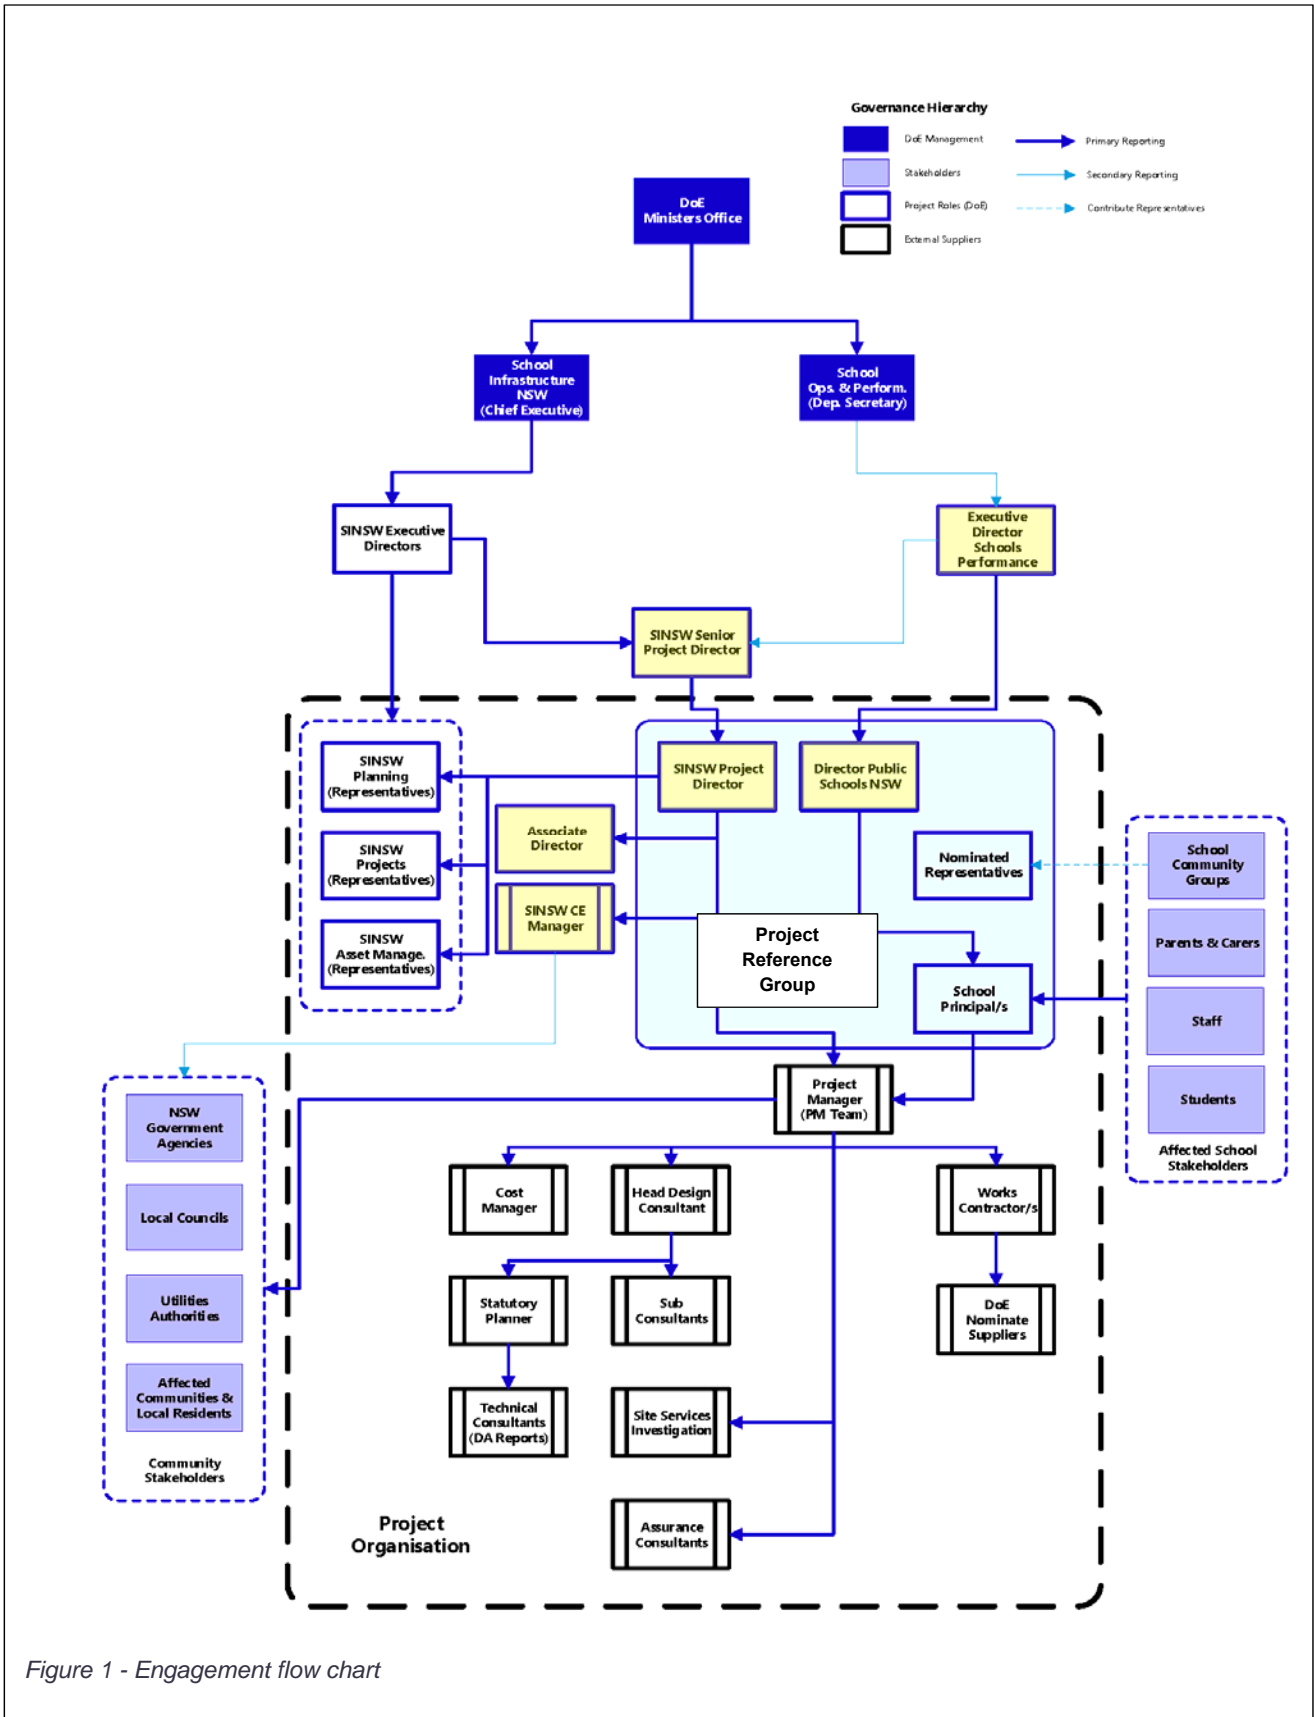 Governance Hierarchy
DoE Management
Primary Reporting
Stakeholders
Secondary Reporting
Project Roles (DoE)
Contribute Representatives
External Suppliers
DoE
Ministers Office
School
Infrastructure
NSW
(Chief Executive)
School
Ops. & Perform.
(Dep. Secretary)
SINSW Executive
Directors
Executive
Director
Schools
Performance
SINSW Senior
Project Director
SINSW
Planning
(Representatives)
SINSW Project
Director
Director Public
Schools NSW
Associate
Director
SINSW
Projects
(Representatives)
Nominated
Representatives
School
Community
Groups
SINSW CE
Manager
SINSW
Asset Manage.
(Representatives)
Project
Reference
Group
School
Principal/s
Parents & Carers
Staff
Students
Affected School
Stakeholders
Project
Manager
(PM Team)
NSW
Government
Agencies
Local Councils
Utilities
Authorities
Affected
Communities &
Local Residents
Community
Stakeholders
Cost
Manager
Head Design
Consultant
Works
Contractor/s
Statutory
Planner
Sub
Consultants
DoE
Nominate
Suppliers
Technical
Consultants
(DA Reports)
Site Services
Investigation
Assurance
Consultants
Project
Organisation
Figure 1 - Engagement flow chart